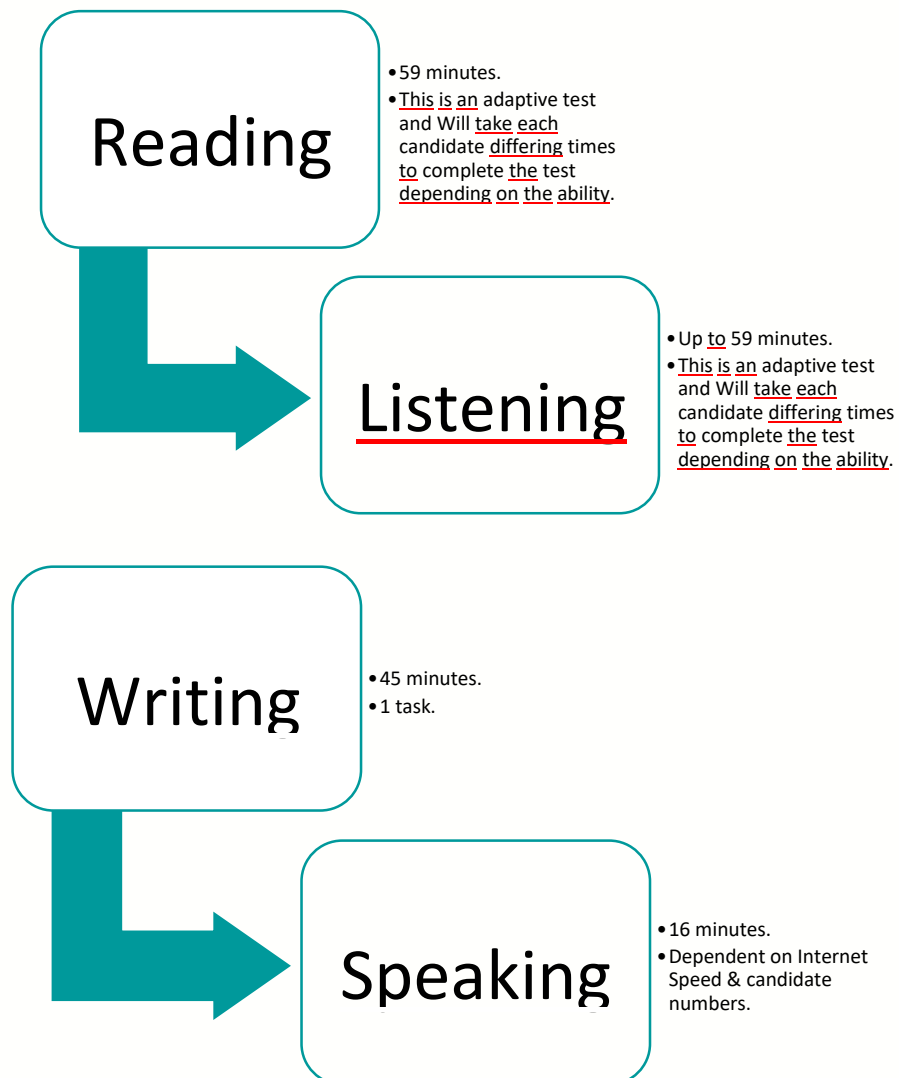 Reading
•59 minutes.
•This is an adaptive test
and Will take each
candidate differing times
to complete the test
depending on the ability.
Listening
•Up to 59 minutes.
•This is an adaptive test
and Will take each
candidate differing times
to complete the test
depending on the ability.
Writing
•45 minutes.
•1 task.
Speaking
•16 minutes.
•Dependent on Internet
Speed & candidate
numbers.